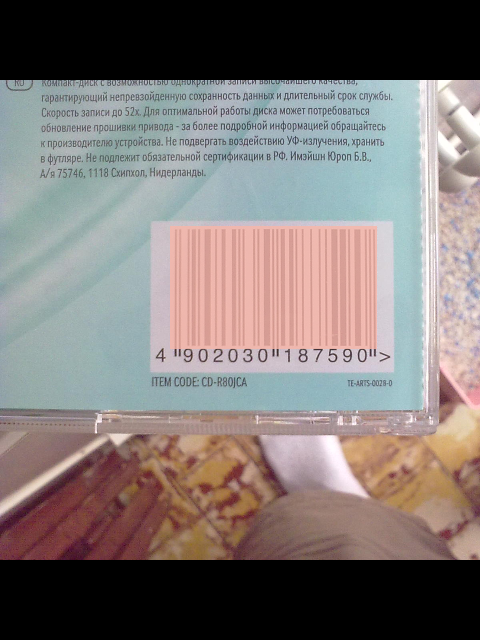 RU
Компакт-диск с возможностью однократной записи высочайшего качества,
гарантирующий непревзойденную сохранность данных и длительный срок службы.
Скорость записи до 52x. Для оптимальной работы диска может потребоваться
обновление прошивки привода - за более подробной информацией обращайтесь
к производителю устройства. Не подвергать воздействию УФ-излучения, хранить
в футляре. Не подлежит обязательной сертификации в РФ. Имэйшн Юроп Б.В.,
А/я 75746, 1118 Схипхол, Нидерланды.
4 "902030"187590">
ITEM CODE: CD-R80JCA
TE-ARTS-0028-D